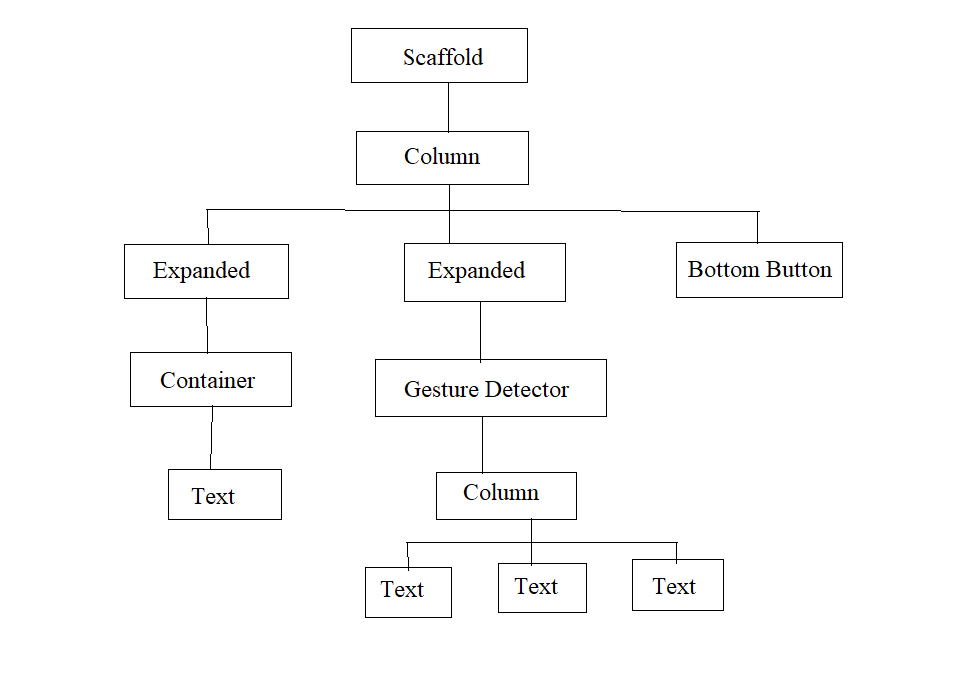 Scaffold
Column
Expanded
Expanded
Bottom Button
Container
Gesture Detector
Text
Column
Text
Text
Text